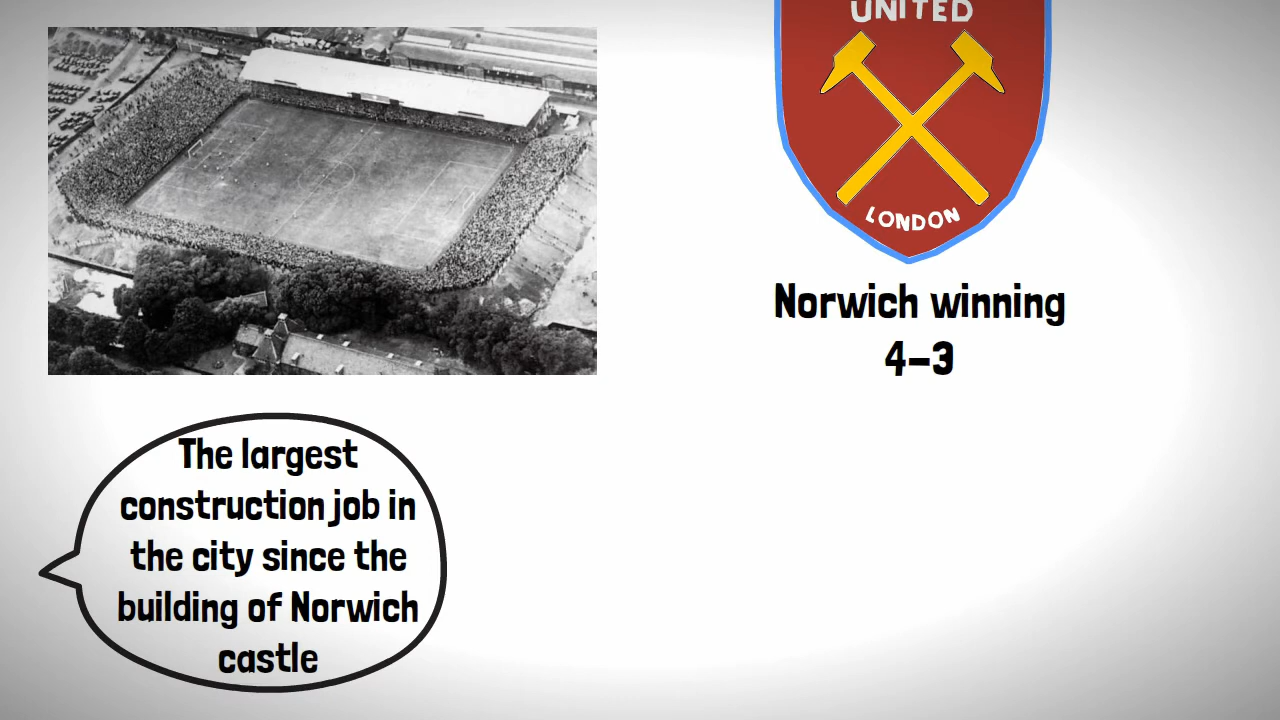 UNITED
LONDON
Norwich winning
4-3
The largest
construction job in
the city since the
building of Norwich
castle